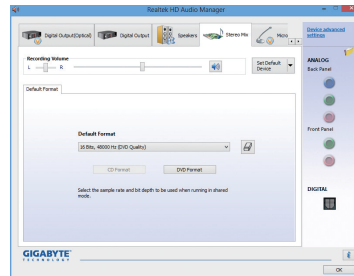 Realtek HD Audio Manager
Digital Output(Optical)
Digital Output
Speakers
Stereo Mix
Micro
Device advanced
settings
Recording Volume
L
R
Set Default
Device
ANALOG
Back Panel
Default Format
Default Format
16 Bits, 48000 Hz (DVD Quality)
CD Format
DVD Format
Select the sample rate and bit depth to be used when running in shared
mode.
Front Panel
DIGITAL
GIGABYTE
TECHNOLOGY
i
OK